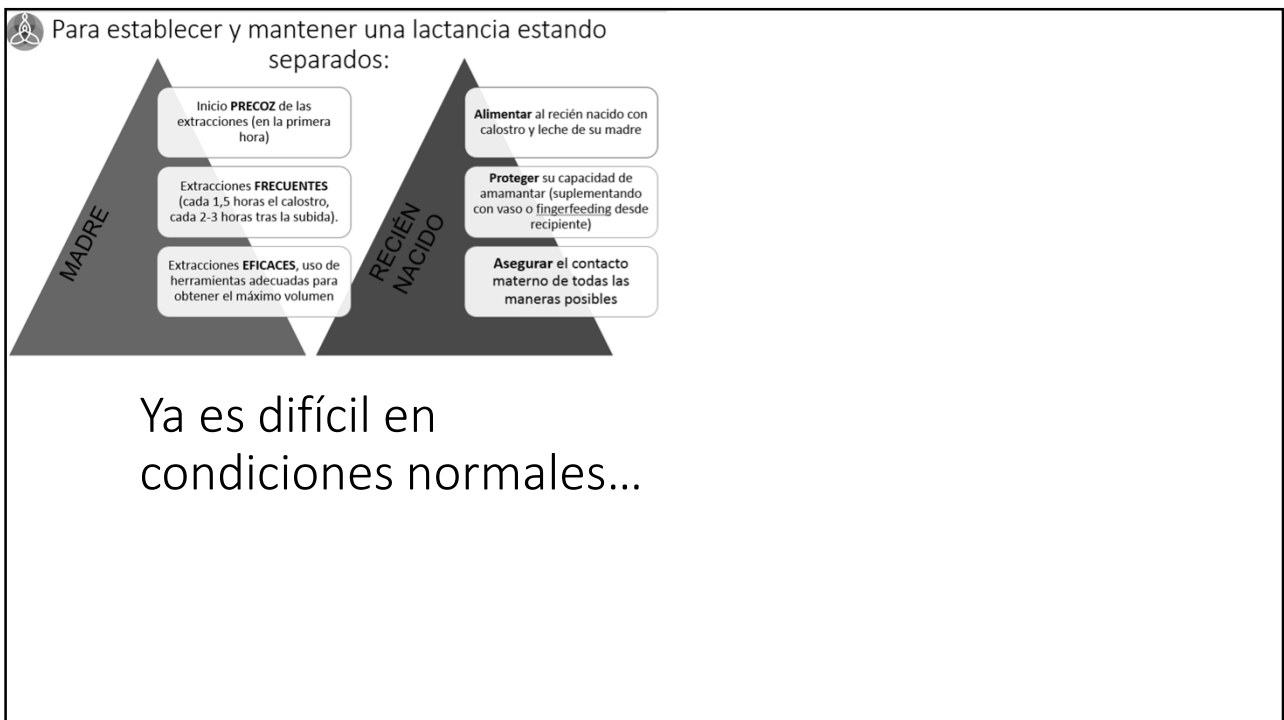 Para establecer y mantener una lactancia estando
separados:
MADRE
Inicio PRECOZ de las
extracciones (en la primera
hora)
Extracciones FRECUENTES
(cada 1,5 horas el calostro,
cada 2-3 horas tras la subida).
Extracciones EFICACES, uso de
herramientas adecuadas para
obtener el máximo volumen
RECIÉN
NACIDO
Alimentar al recién nacido con
calostro y leche de su madre
Proteger su capacidad de
amamantar (suplementando
con vaso o fingerfeeding desde
recipiente)
Asegurar el contacto
materno de todas las
maneras posibles
Ya es difícil en
condiciones normales...